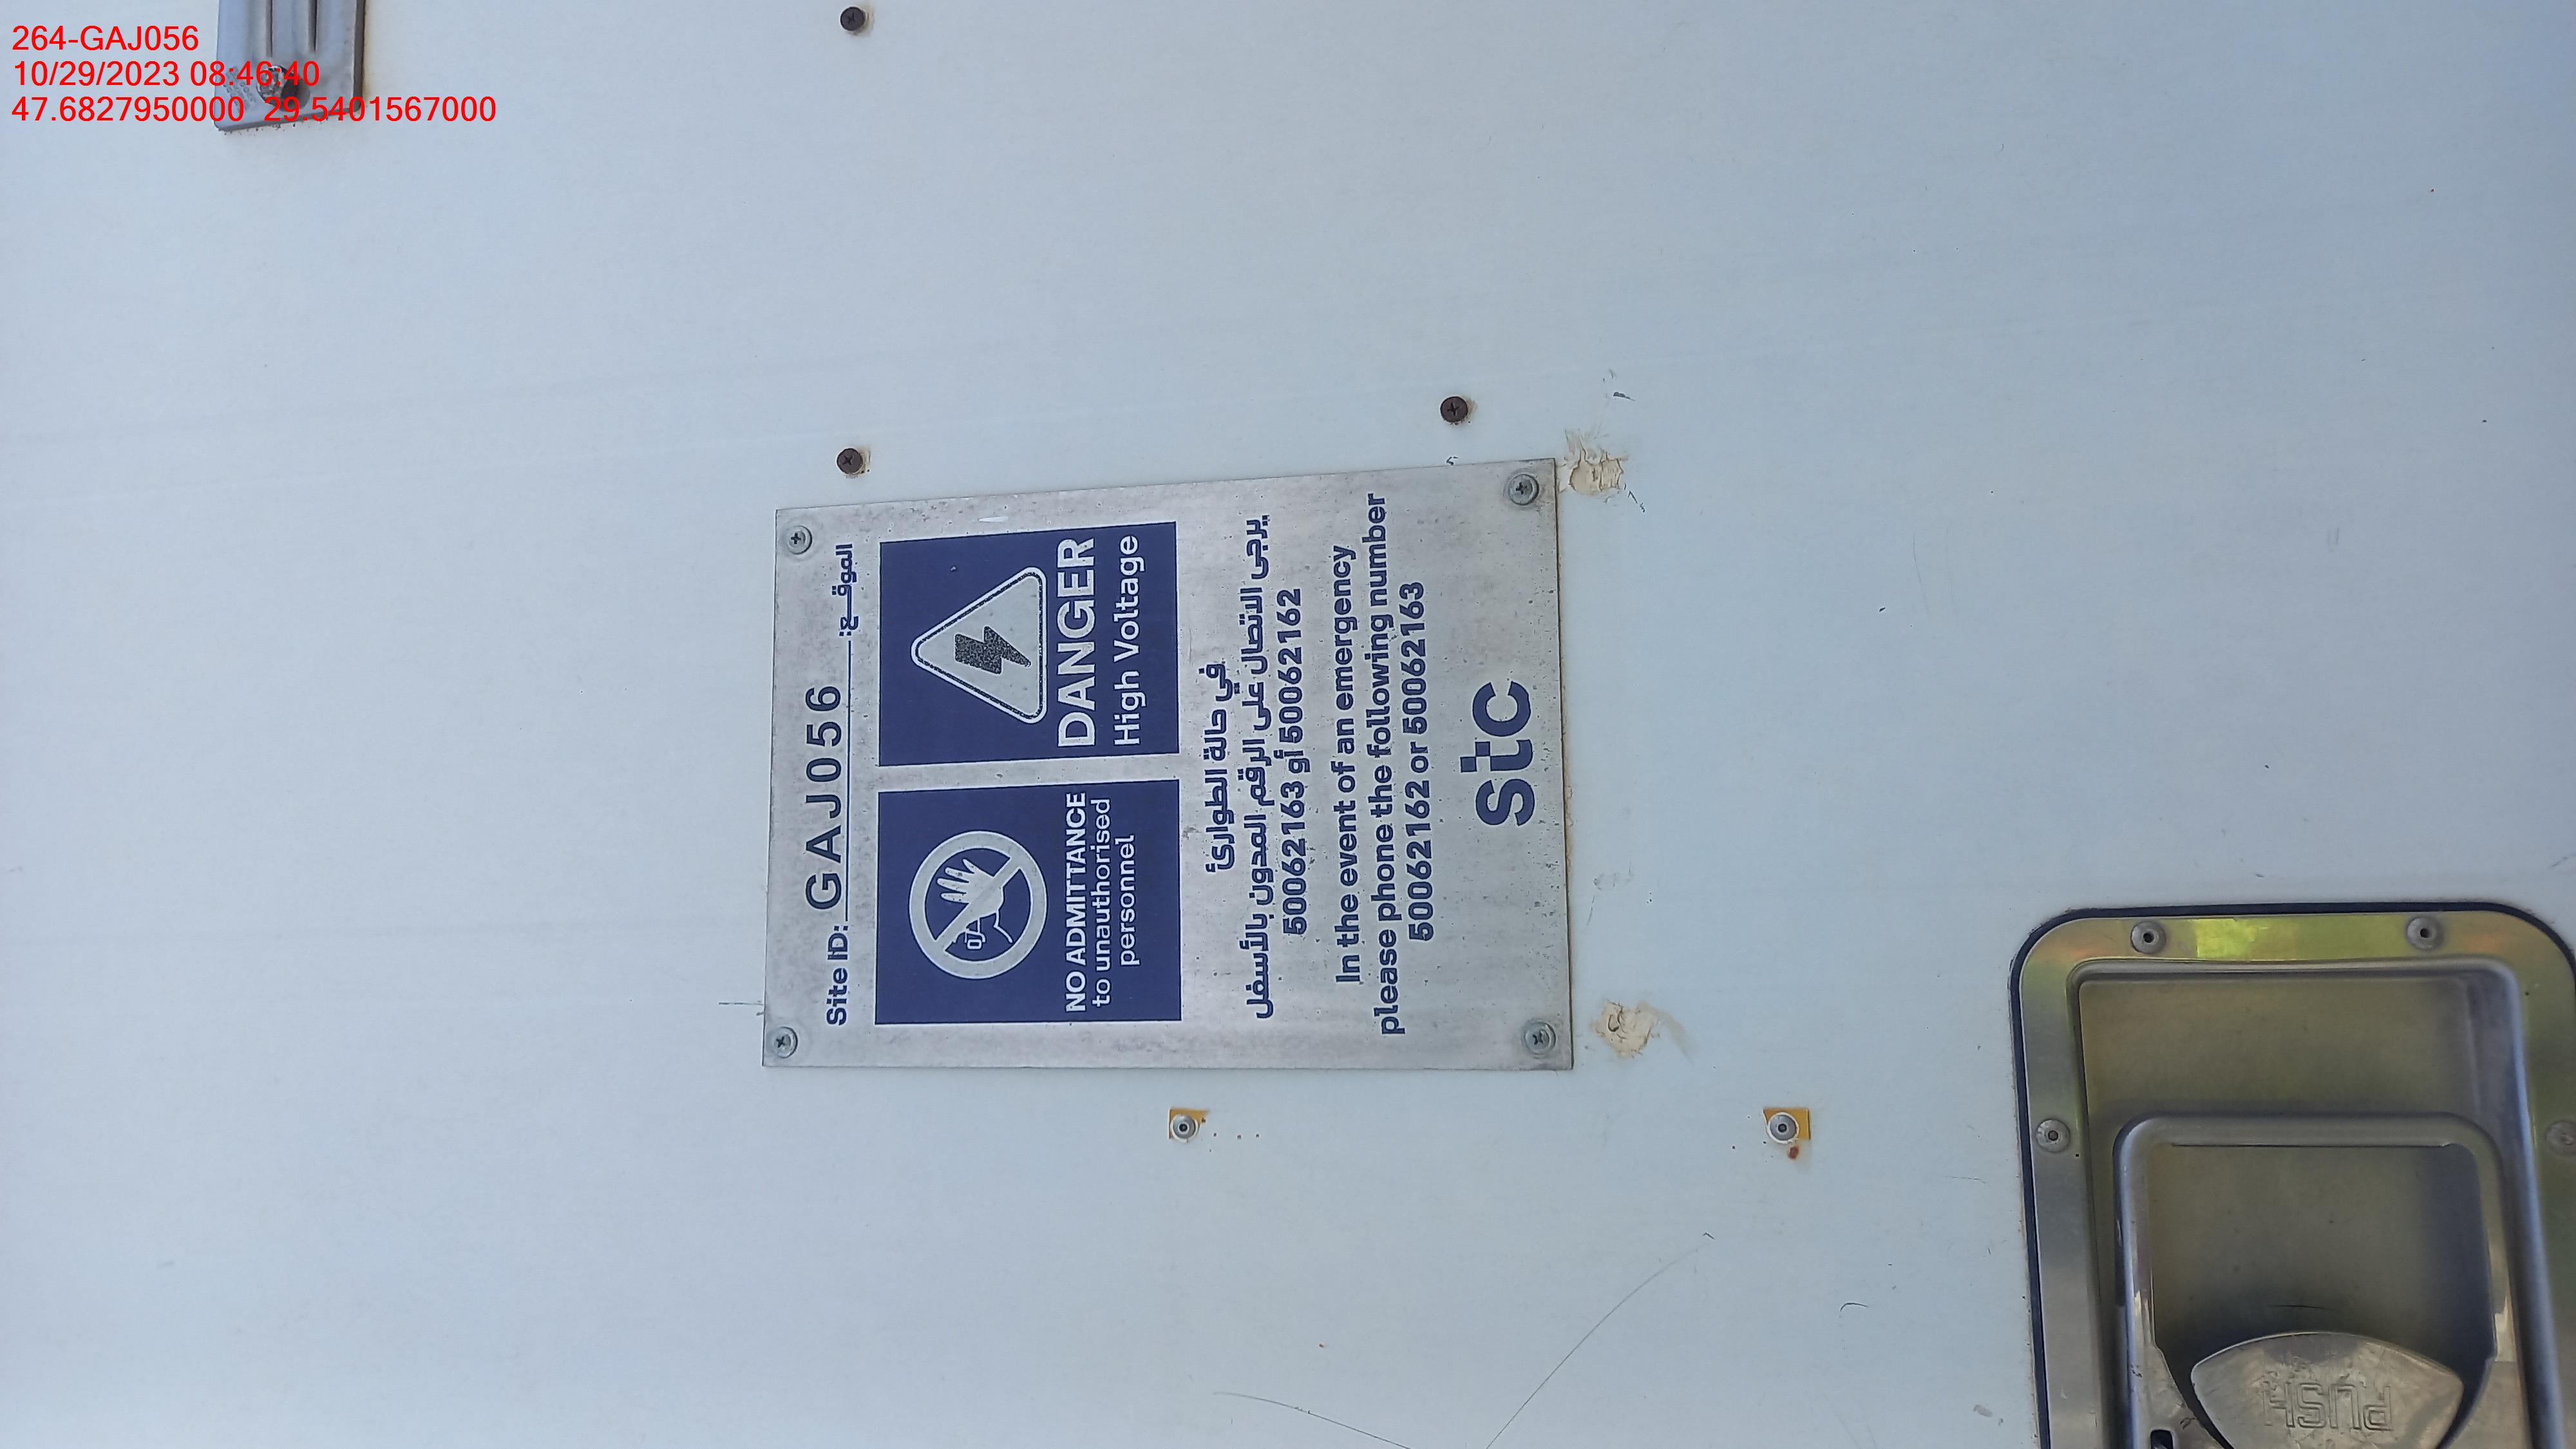 264-GAJ056
10/29/2023 08:46:40
47.6827950000 29.5401567000
Site ID: GAJ056 الموقـــع:
NO ADMITTANCE
to unauthorised
personnel
DANGER
High Voltage
في حالة الطوارئ
يرجى الاتصال على الرقم المدون بالأسفل
50062163 أو 50062162
In the event of an emergency
please phone the following number
50062162 or 50062163
stc
PUSH